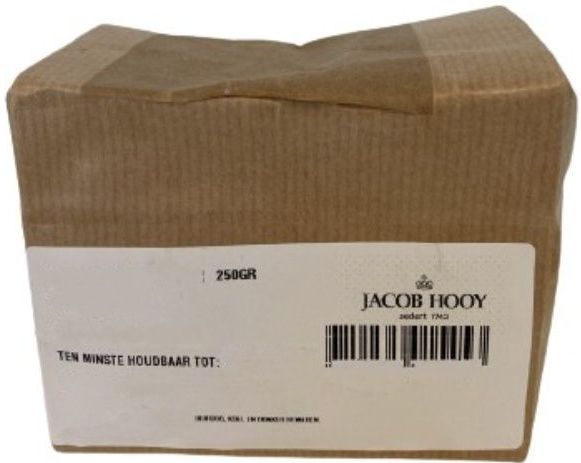 250GR
JACOB HOOY
sedert 1743
TEN MINSTE HOUDBAAR TOT: